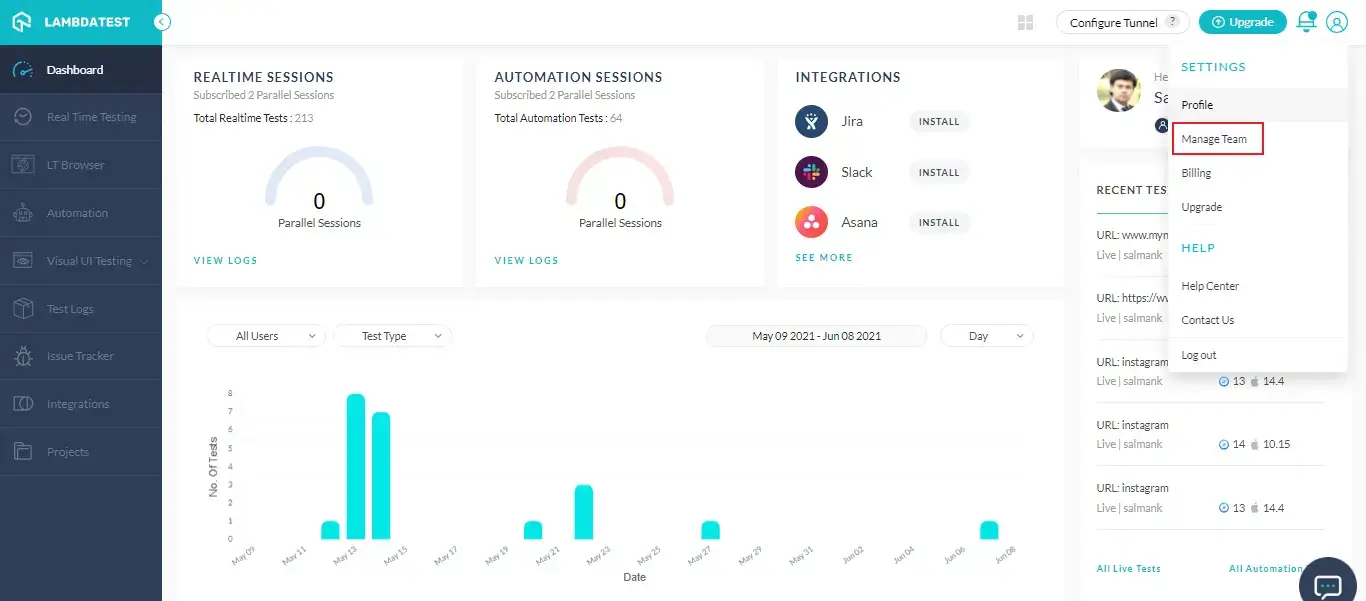 LAMBDATEST
Configure Tunnel ?
Upgrade
Dashboard
Real Time Testing
LT Browser
Automation
Visual UI Testing
Test Logs
Issue Tracker
Integrations
Projects
REALTIME SESSIONS
Subscribed 2 Parallel Sessions
Total Realtime Tests : 213
0
Parallel Sessions
VIEW LOGS
AUTOMATION SESSIONS
Subscribed 2 Parallel Sessions
Total Automation Tests : 64
0
Parallel Sessions
VIEW LOGS
INTEGRATIONS
Jira INSTALL
Slack INSTALL
Asana INSTALL
SEE MORE
SETTINGS
Profile
Manage Team
Billing
Upgrade
HELP
Help Center
Contact Us
Log out
All Users
Test Type
May 09 2021 - Jun 08 2021
Day
No. Of Tests
8
7
6
5
4
3
2
1
0
May 09 May 11 May 13 May 15 May 17 May 19 May 21 May 23 May 25 May 27 May 29 May 31 Jun 02 Jun 04 Jun 06 Jun 08
Date
RECENT
URL:
Live | salmank
URL:
Live | salmank
URL: instagram
Live | salmank 13 14.4
URL: instagram
Live | salmank 14 10.15
URL: instagram
Live | salmank 13 14.4
All Live Tests
All Automation